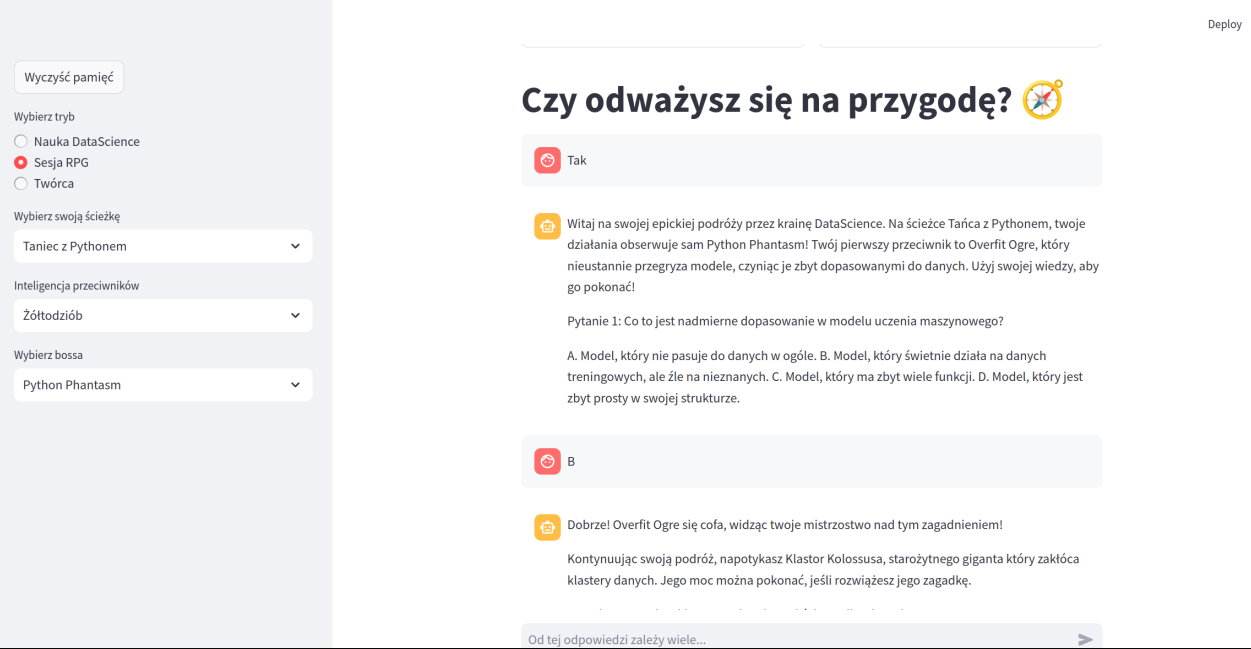 Deploy
Wyczyść pamięć
Wybierz tryb
Nauka DataScience
Sesja RPG
Twórca
Wybierz swoją ścieżkę
Taniec z Pythonem
Inteligencja przeciwników
Żółtodziób
Wybierz bossa
Python Phantasm
Czy odważysz się na przygodę?
Tak
Witaj na swojej epickiej podróży przez krainę DataScience. Na ścieżce Tańca z Pythonem, twoje
działania obserwuje sam Python Phantasm! Twój pierwszy przeciwnik to Overfit Ogre, który
nieustannie przegryza modele, czyniąc je zbyt dopasowanymi do danych. Użyj swojej wiedzy, aby
go pokonać!
Pytanie 1: Co to jest nadmierne dopasowanie w modelu uczenia maszynowego?
A. Model, który nie pasuje do danych w ogóle. B. Model, który świetnie działa na danych
treningowych, ale źle na nieznanych. C. Model, który ma zbyt wiele funkcji. D. Model, który jest
zbyt prosty w swojej strukturze.
B
Dobrze! Overfit Ogre się cofa, widząc twoje mistrzostwo nad tym zagadnieniem!
Kontynuując swoją podróż, napotykasz Klastor Kolossusa, starożytnego giganta który zakłóca
klastery danych. Jego moc można pokonać, jeśli rozwiążesz jego zagadkę.
Od tej odpowiedzi zależy wiele...